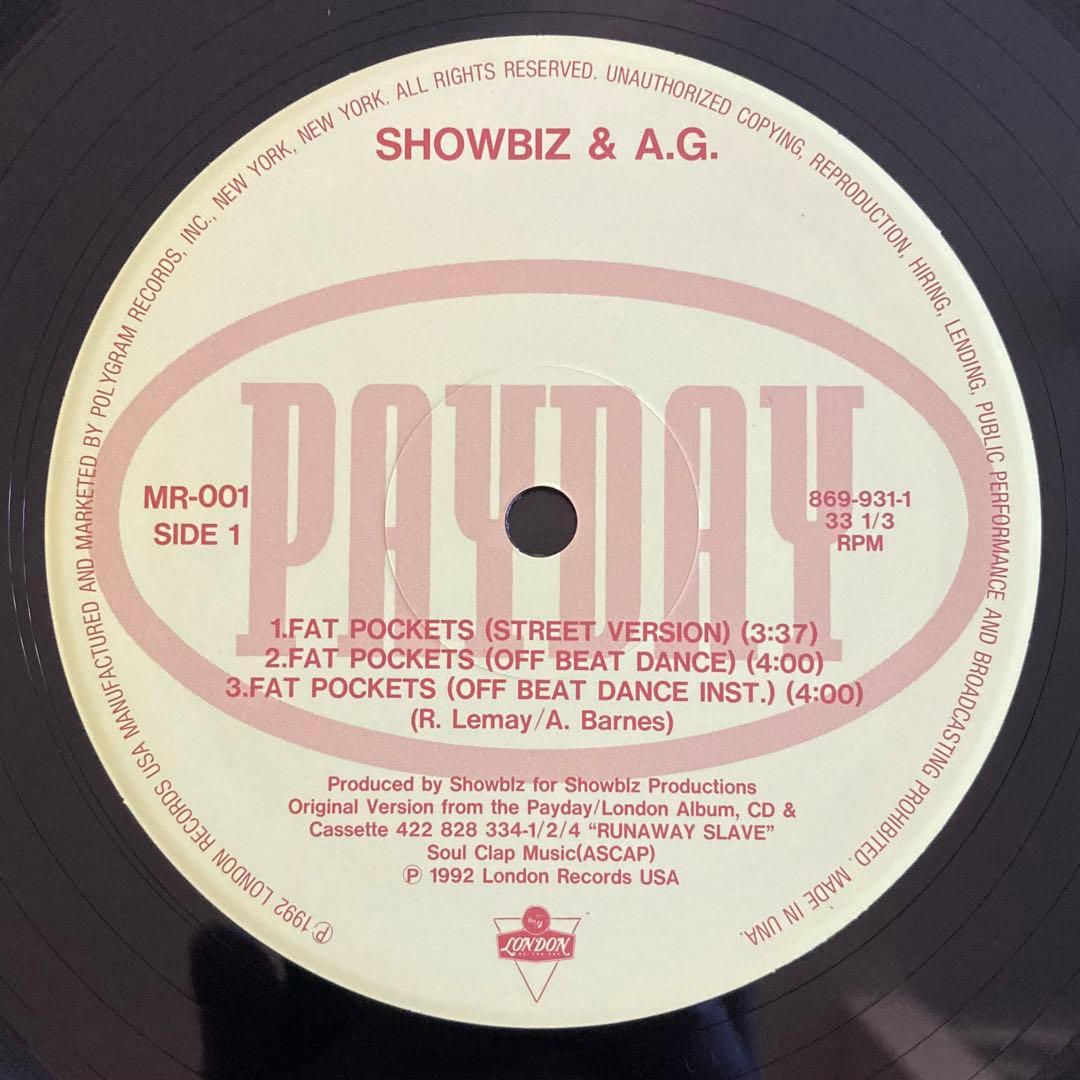 SHOWBIZ & A.G.
PAYDAY
MR-001
SIDE 1
869-931-1
33 1/3
RPM
1.FAT POCKETS (STREET VERSION) (3:37)
2.FAT POCKETS (OFF BEAT DANCE) (4:00)
3.FAT POCKETS (OFF BEAT DANCE INST.) (4:00)
(R. Lemay/A. Barnes)
Produced by Showblz for Showblz Productions
Original Version from the Payday/London Album, CD &
Cassette 422 828 334-1/2/4 “RUNAWAY SLAVE”
Soul Clap Music(ASCAP)
℗ 1992 London Records USA
LONDON
℗ 1992 LONDON RECORDS USA MANUFACTURED AND MARKETED BY POLYGRAM RECORDS, INC., NEW YORK, NEW YORK. ALL RIGHTS RESERVED. UNAUTHORIZED COPYING, REPRODUCTION, HIRING, LENDING, PUBLIC PERFORMANCE AND BROADCASTING PROHIBITED. MADE IN UNA.